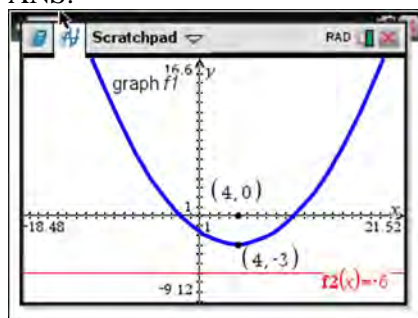 ANS:
Scratchpad RAD
16.6 y
graph f1
(4,0)
1
x
-18.48 1 21.52
(4,-3)
f2(x)=-6
-9.12